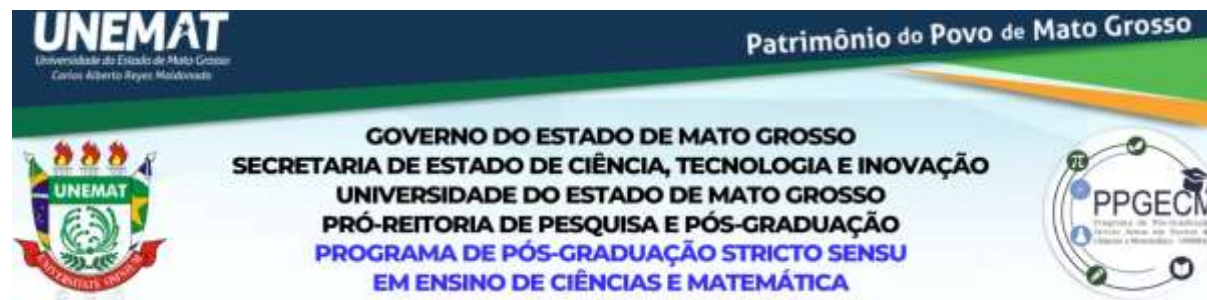 UNEMAT
Universidade do Estado de Mato Grosso
Carlos Alberto Reyes Maldonado
Patrimônio do Povo de Mato Grosso
GOVERNO DO ESTADO DE MATO GROSSO
SECRETARIA DE ESTADO DE CIÊNCIA, TECNOLOGIA E INOVAÇÃO
UNIVERSIDADE DO ESTADO DE MATO GROSSO
PRÓ-REITORIA DE PESQUISA E PÓS-GRADUAÇÃO
PROGRAMA DE PÓS-GRADUAÇÃO STRICTO SENSU
EM ENSINO DE CIÊNCIAS E MATEMÁTICA
UNEMAT
π
PPGECM